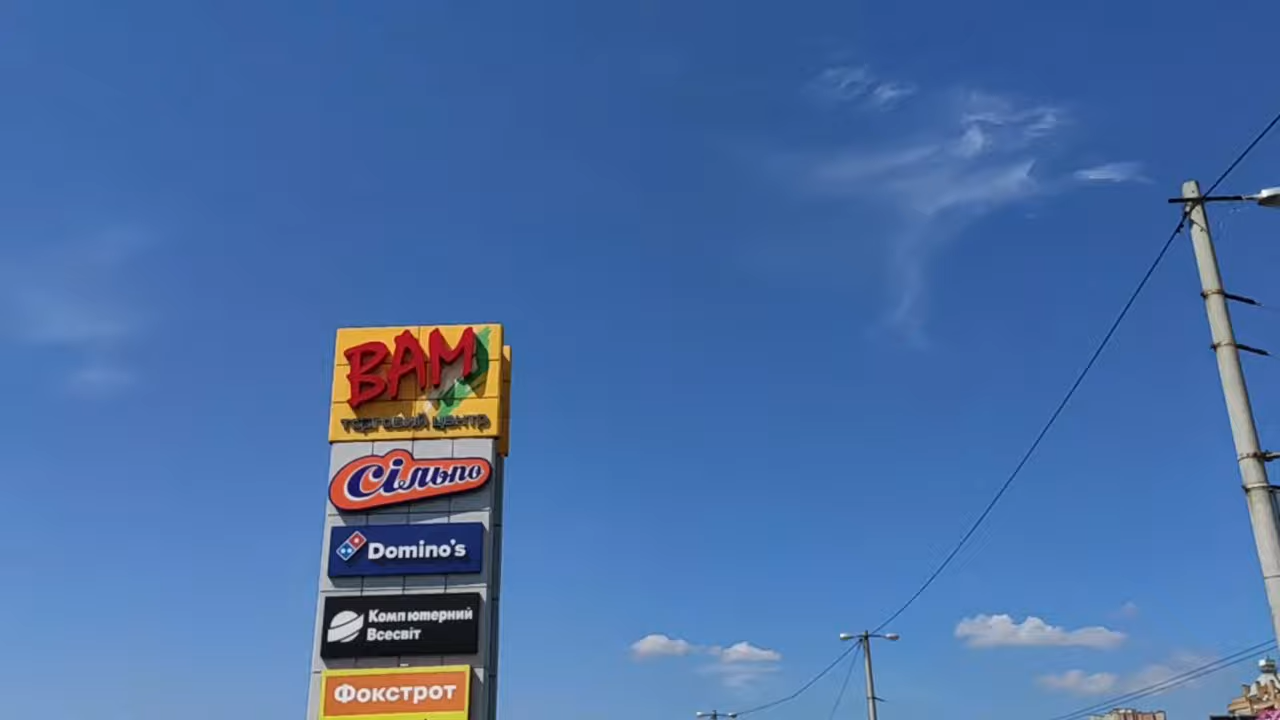 ВАМ
торговий центр
Сільпо
Domino's
Комп'ютерний
Всесвіт
Фокстрот